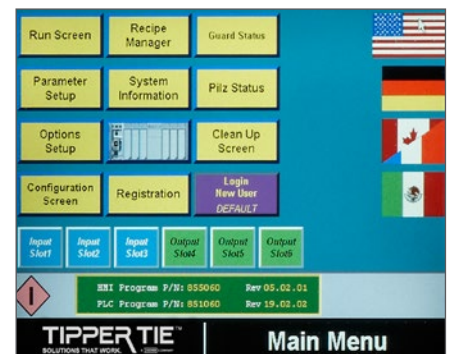 Run Screen
Recipe
Manager
Guard Status
Parameter
Setup
System
Information
Pilz Status
Options
Setup
Clean Up
Screen
Configuration
Screen
Registration
Login
New User
DEFAULT
Input
Slot1
Input
Slot2
Input
Slot3
Output
Slot4
Output
Slot5
Output
Slot6
HMI Program P/N: 855060 Rev 05.02.01
PLC Program P/N: 851060 Rev 19.02.02
TIPPER TIE™
SOLUTIONS THAT WORK.
Main Menu